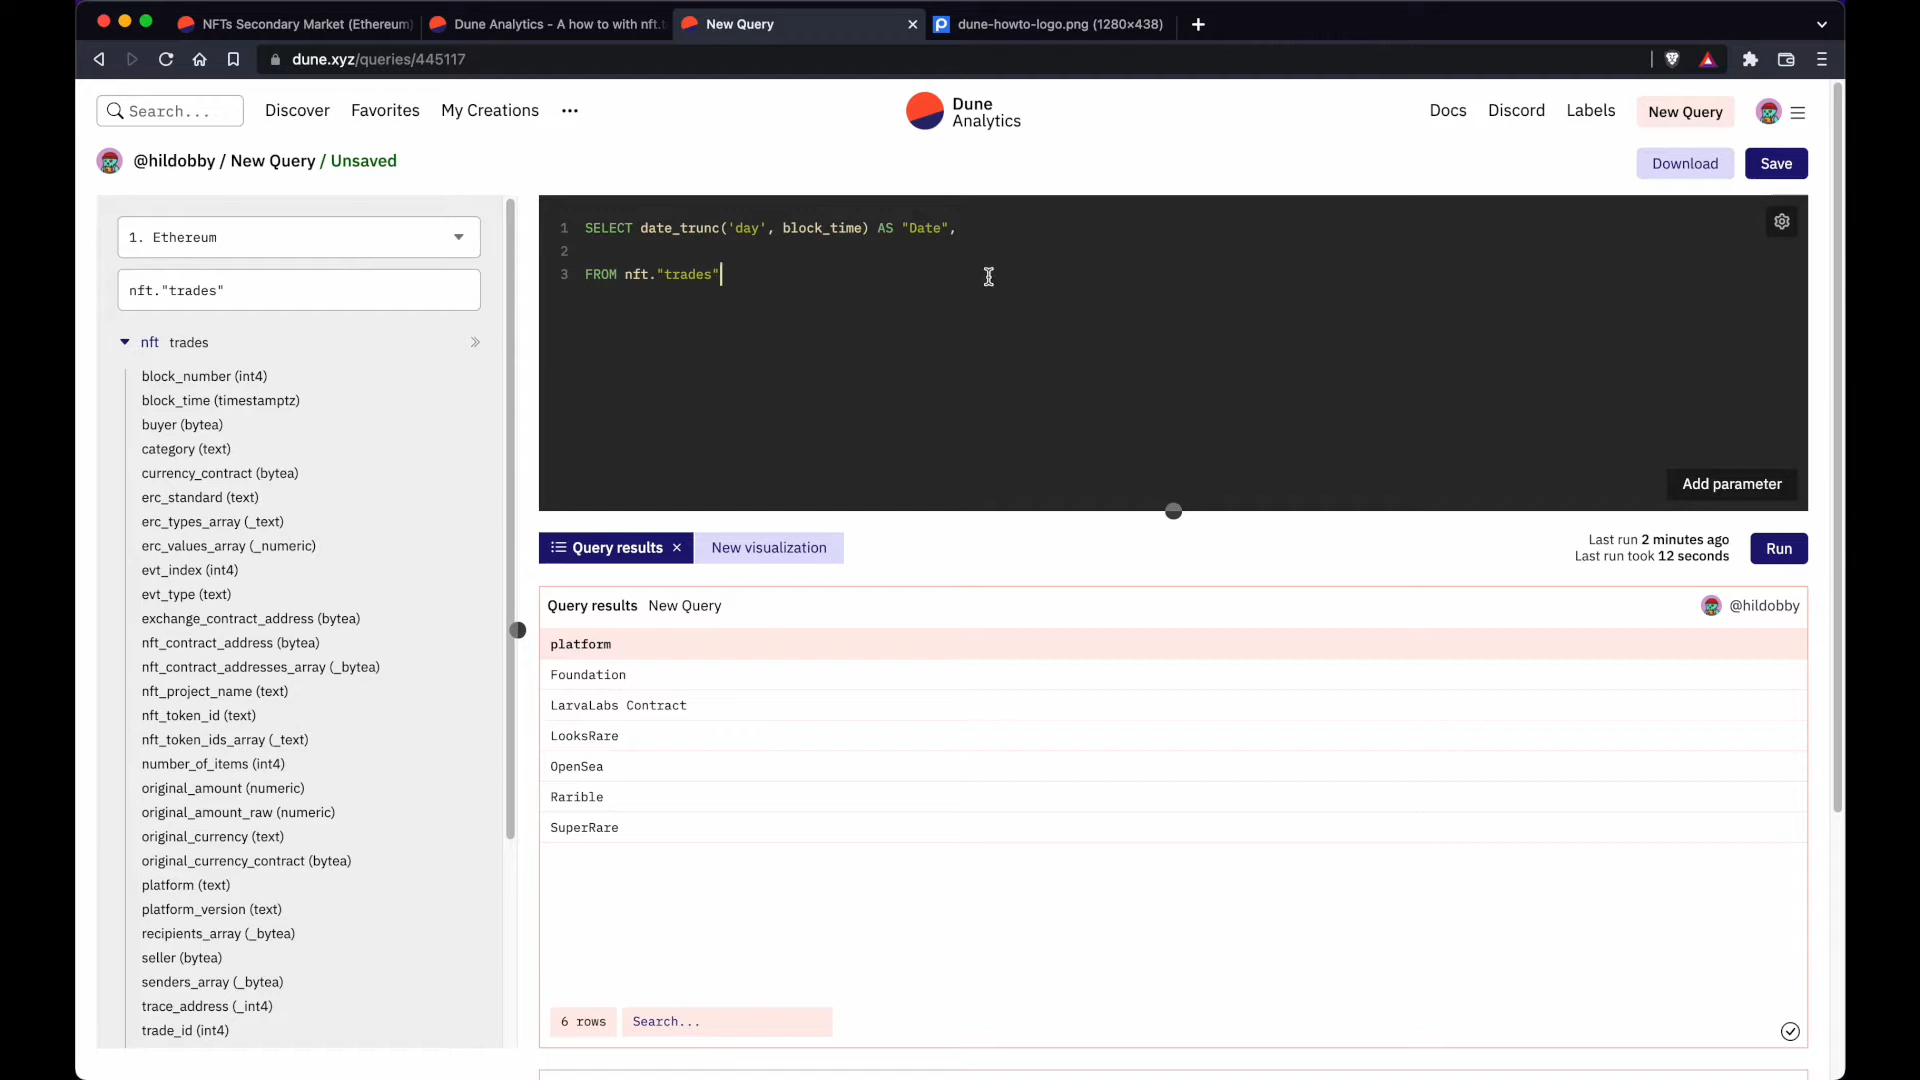 NFTs Secondary Market (Ethereum)
Dune Analytics - A how to with nft.t
New Query
dune-howto-logo.png (1280×438)
dune.xyz/queries/445117
Search...
Discover
Favorites
My Creations
Dune
Analytics
Docs
Discord
Labels
New Query
@hildobby / New Query / Unsaved
Download
Save
1. Ethereum
nft."trades"
nft trades
block_number (int4)
block_time (timestamptz)
buyer (bytea)
category (text)
currency_contract (bytea)
erc_standard (text)
erc_types_array (_text)
erc_values_array (_numeric)
evt_index (int4)
evt_type (text)
exchange_contract_address (bytea)
nft_contract_address (bytea)
nft_contract_addresses_array (_bytea)
nft_project_name (text)
nft_token_id (text)
nft_token_ids_array (_text)
number_of_items (int4)
original_amount (numeric)
original_amount_raw (numeric)
original_currency (text)
original_currency_contract (bytea)
platform (text)
platform_version (text)
recipients_array (_bytea)
seller (bytea)
senders_array (_bytea)
trace_address (_int4)
trade_id (int4)
1 SELECT date_trunc('day', block_time) AS "Date",
2
3 FROM nft."trades"
Add parameter
Query results
New visualization
Last run 2 minutes ago
Last run took 12 seconds
Run
Query results New Query
@hildobby
platform
Foundation
LarvaLabs Contract
LooksRare
OpenSea
Rarible
SuperRare
6 rows
Search...